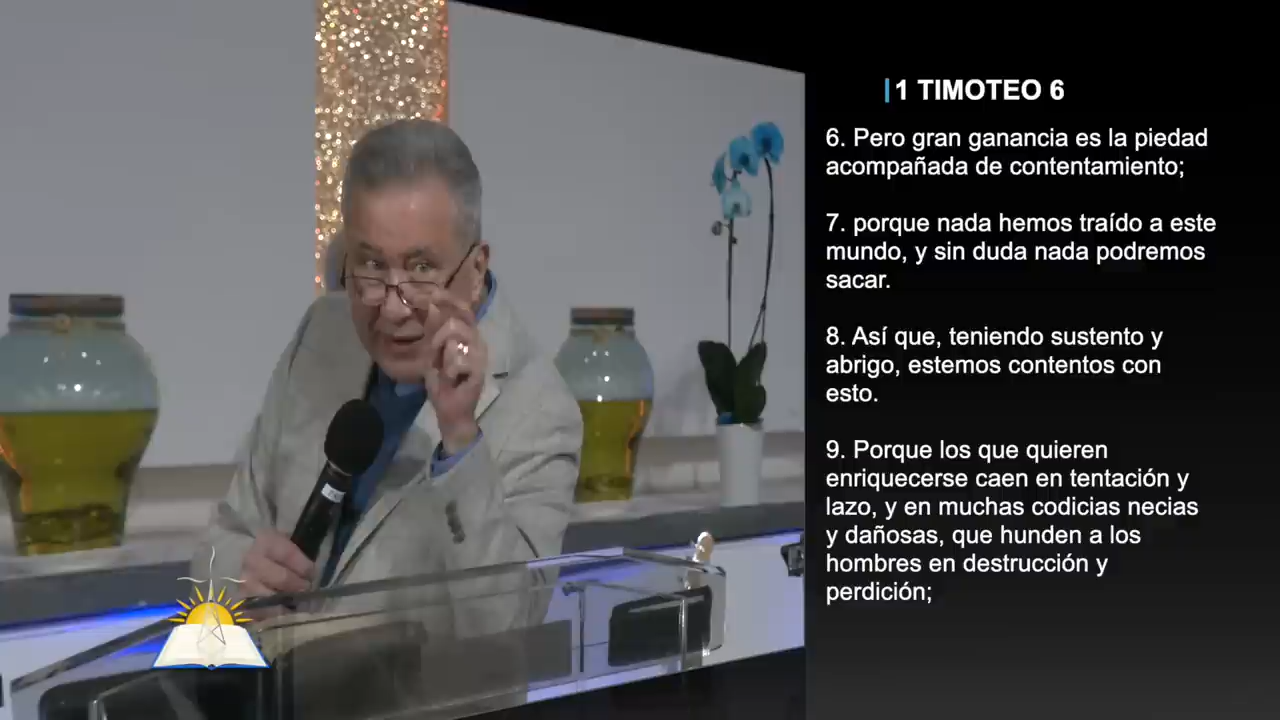 1 TIMOTEO 6
6. Pero gran ganancia es la piedad
acompañada de contentamiento;
7. porque nada hemos traído a este
mundo, y sin duda nada podremos
sacar.
8. Así que, teniendo sustento y
abrigo, estemos contentos con
esto.
9. Porque los que quieren
enriquecerse caen en tentación y
lazo, y en muchas codicias necias
y dañosas, que hunden a los
hombres en destrucción y
perdición;